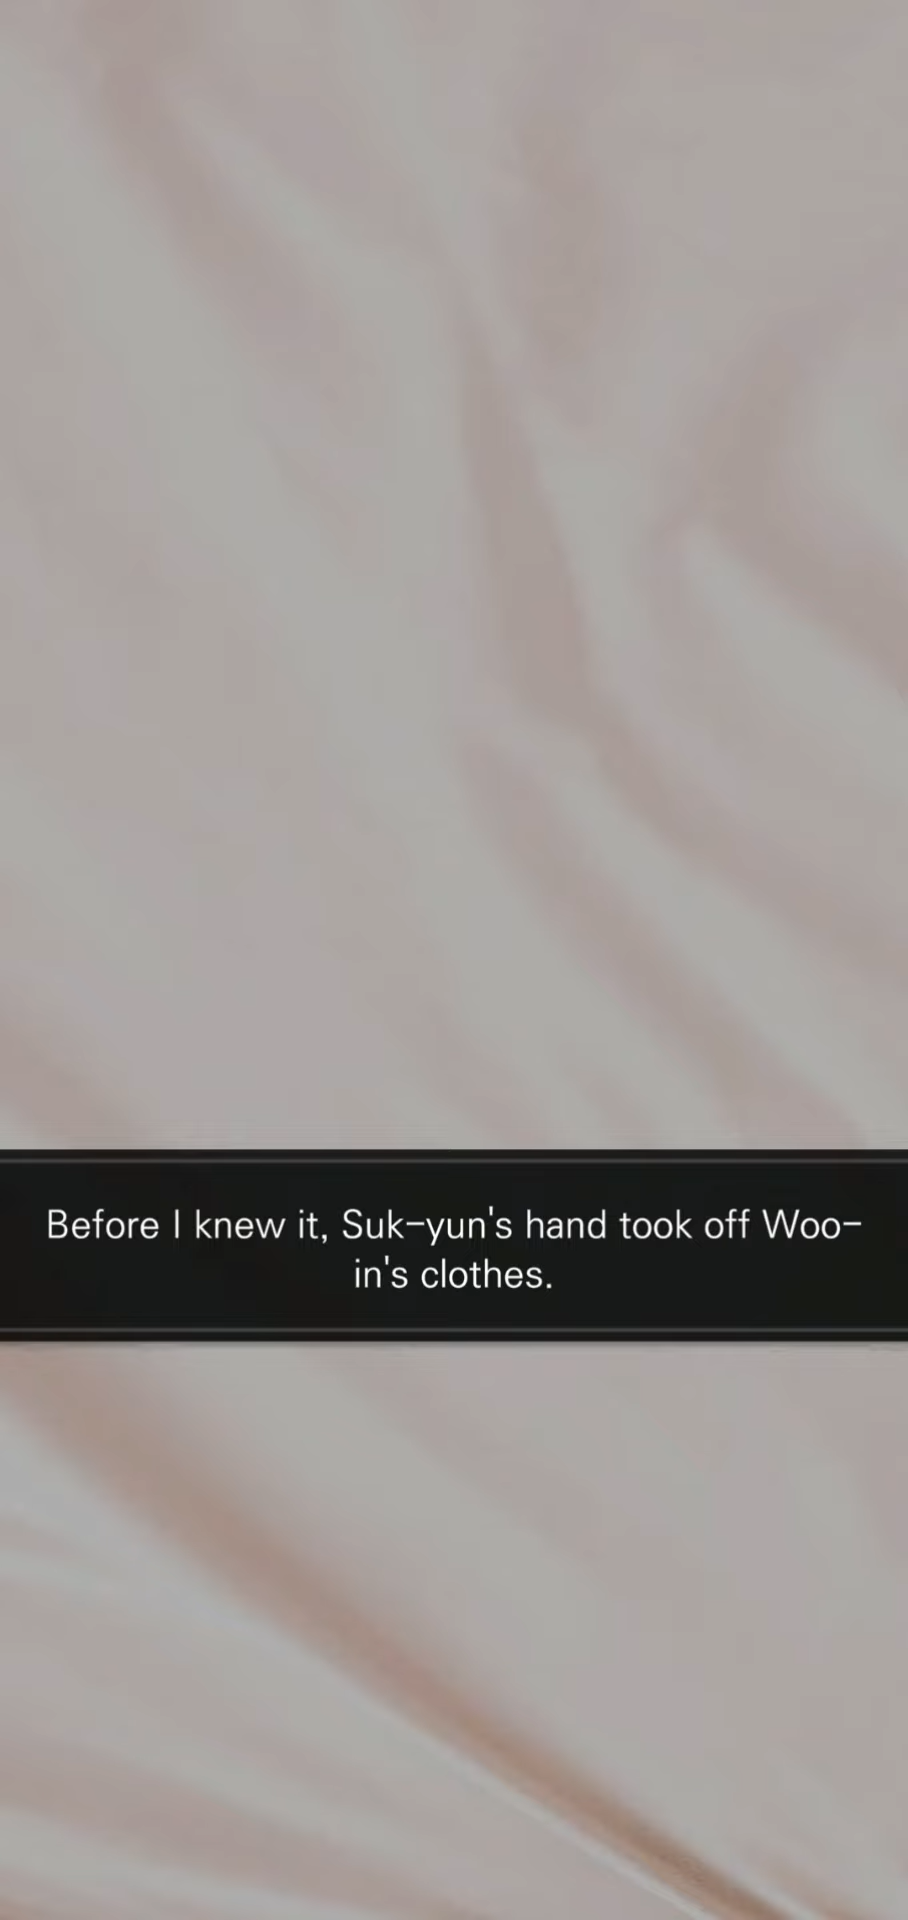 Before I knew it, Suk-yun's hand took off Woo-
in's clothes.